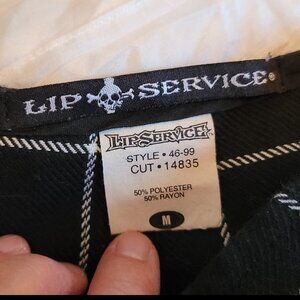 LIP SERVICE®
LIP SERVICE
STYLE • 46-99
CUT • 14835
50% POLYESTER
50% RAYON
M